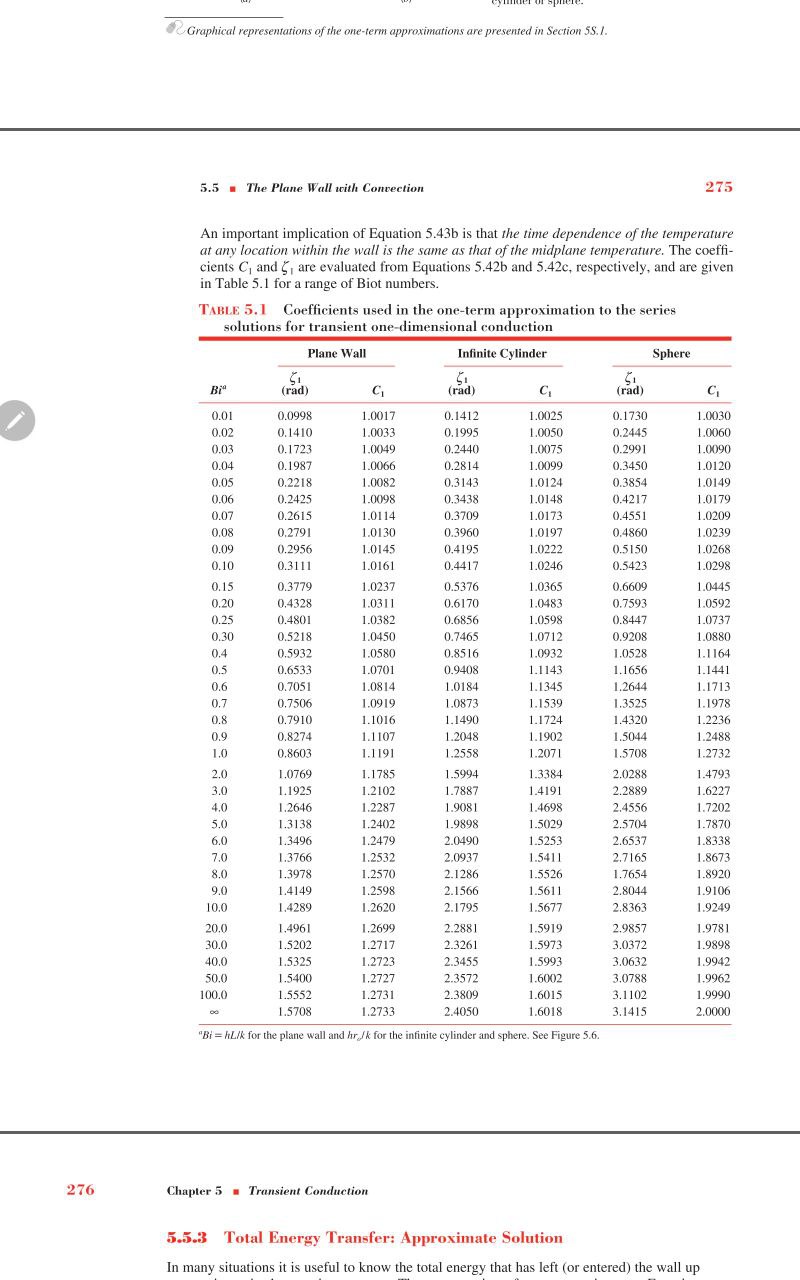 (a)
(b)
cylinder or sphere.
Graphical representations of the one-term approximations are presented in Section 5S.1.
5.5 ■ The Plane Wall with Convection 275
An important implication of Equation 5.43b is that the time dependence of the temperature
at any location within the wall is the same as that of the midplane temperature. The coeffi-
cients C1 and ζ1 are evaluated from Equations 5.42b and 5.42c, respectively, and are given
in Table 5.1 for a range of Biot numbers.
TABLE 5.1 Coefficients used in the one-term approximation to the series
solutions for transient one-dimensional conduction
Plane Wall Infinite Cylinder Sphere
ζ1 ζ1 ζ1
Biᵃ (rad) C1 (rad) C1 (rad) C1
0.01 0.0998 1.0017 0.1412 1.0025 0.1730 1.0030
0.02 0.1410 1.0033 0.1995 1.0050 0.2445 1.0060
0.03 0.1723 1.0049 0.2440 1.0075 0.2991 1.0090
0.04 0.1987 1.0066 0.2814 1.0099 0.3450 1.0120
0.05 0.2218 1.0082 0.3143 1.0124 0.3854 1.0149
0.06 0.2425 1.0098 0.3438 1.0148 0.4217 1.0179
0.07 0.2615 1.0114 0.3709 1.0173 0.4551 1.0209
0.08 0.2791 1.0130 0.3960 1.0197 0.4860 1.0239
0.09 0.2956 1.0145 0.4195 1.0222 0.5150 1.0268
0.10 0.3111 1.0161 0.4417 1.0246 0.5423 1.0298
0.15 0.3779 1.0237 0.5376 1.0365 0.6609 1.0445
0.20 0.4328 1.0311 0.6170 1.0483 0.7593 1.0592
0.25 0.4801 1.0382 0.6856 1.0598 0.8447 1.0737
0.30 0.5218 1.0450 0.7465 1.0712 0.9208 1.0880
0.4 0.5932 1.0580 0.8516 1.0932 1.0528 1.1164
0.5 0.6533 1.0701 0.9408 1.1143 1.1656 1.1441
0.6 0.7051 1.0814 1.0184 1.1345 1.2644 1.1713
0.7 0.7506 1.0919 1.0873 1.1539 1.3525 1.1978
0.8 0.7910 1.1016 1.1490 1.1724 1.4320 1.2236
0.9 0.8274 1.1107 1.2048 1.1902 1.5044 1.2488
1.0 0.8603 1.1191 1.2558 1.2071 1.5708 1.2732
2.0 1.0769 1.1785 1.5994 1.3384 2.0288 1.4793
3.0 1.1925 1.2102 1.7887 1.4191 2.2889 1.6227
4.0 1.2646 1.2287 1.9081 1.4698 2.4556 1.7202
5.0 1.3138 1.2402 1.9898 1.5029 2.5704 1.7870
6.0 1.3496 1.2479 2.0490 1.5253 2.6537 1.8338
7.0 1.3766 1.2532 2.0937 1.5411 2.7165 1.8673
8.0 1.3978 1.2570 2.1286 1.5526 1.7654 1.8920
9.0 1.4149 1.2598 2.1566 1.5611 2.8044 1.9106
10.0 1.4289 1.2620 2.1795 1.5677 2.8363 1.9249
20.0 1.4961 1.2699 2.2881 1.5919 2.9857 1.9781
30.0 1.5202 1.2717 2.3261 1.5973 3.0372 1.9898
40.0 1.5325 1.2723 2.3455 1.5993 3.0632 1.9942
50.0 1.5400 1.2727 2.3572 1.6002 3.0788 1.9962
100.0 1.5552 1.2731 2.3809 1.6015 3.1102 1.9990
∞ 1.5708 1.2733 2.4050 1.6018 3.1415 2.0000
ᵃBi = hL/k for the plane wall and hrₒ/k for the infinite cylinder and sphere. See Figure 5.6.
276 Chapter 5 ■ Transient Conduction
5.5.3 Total Energy Transfer: Approximate Solution
In many situations it is useful to know the total energy that has left (or entered) the wall up